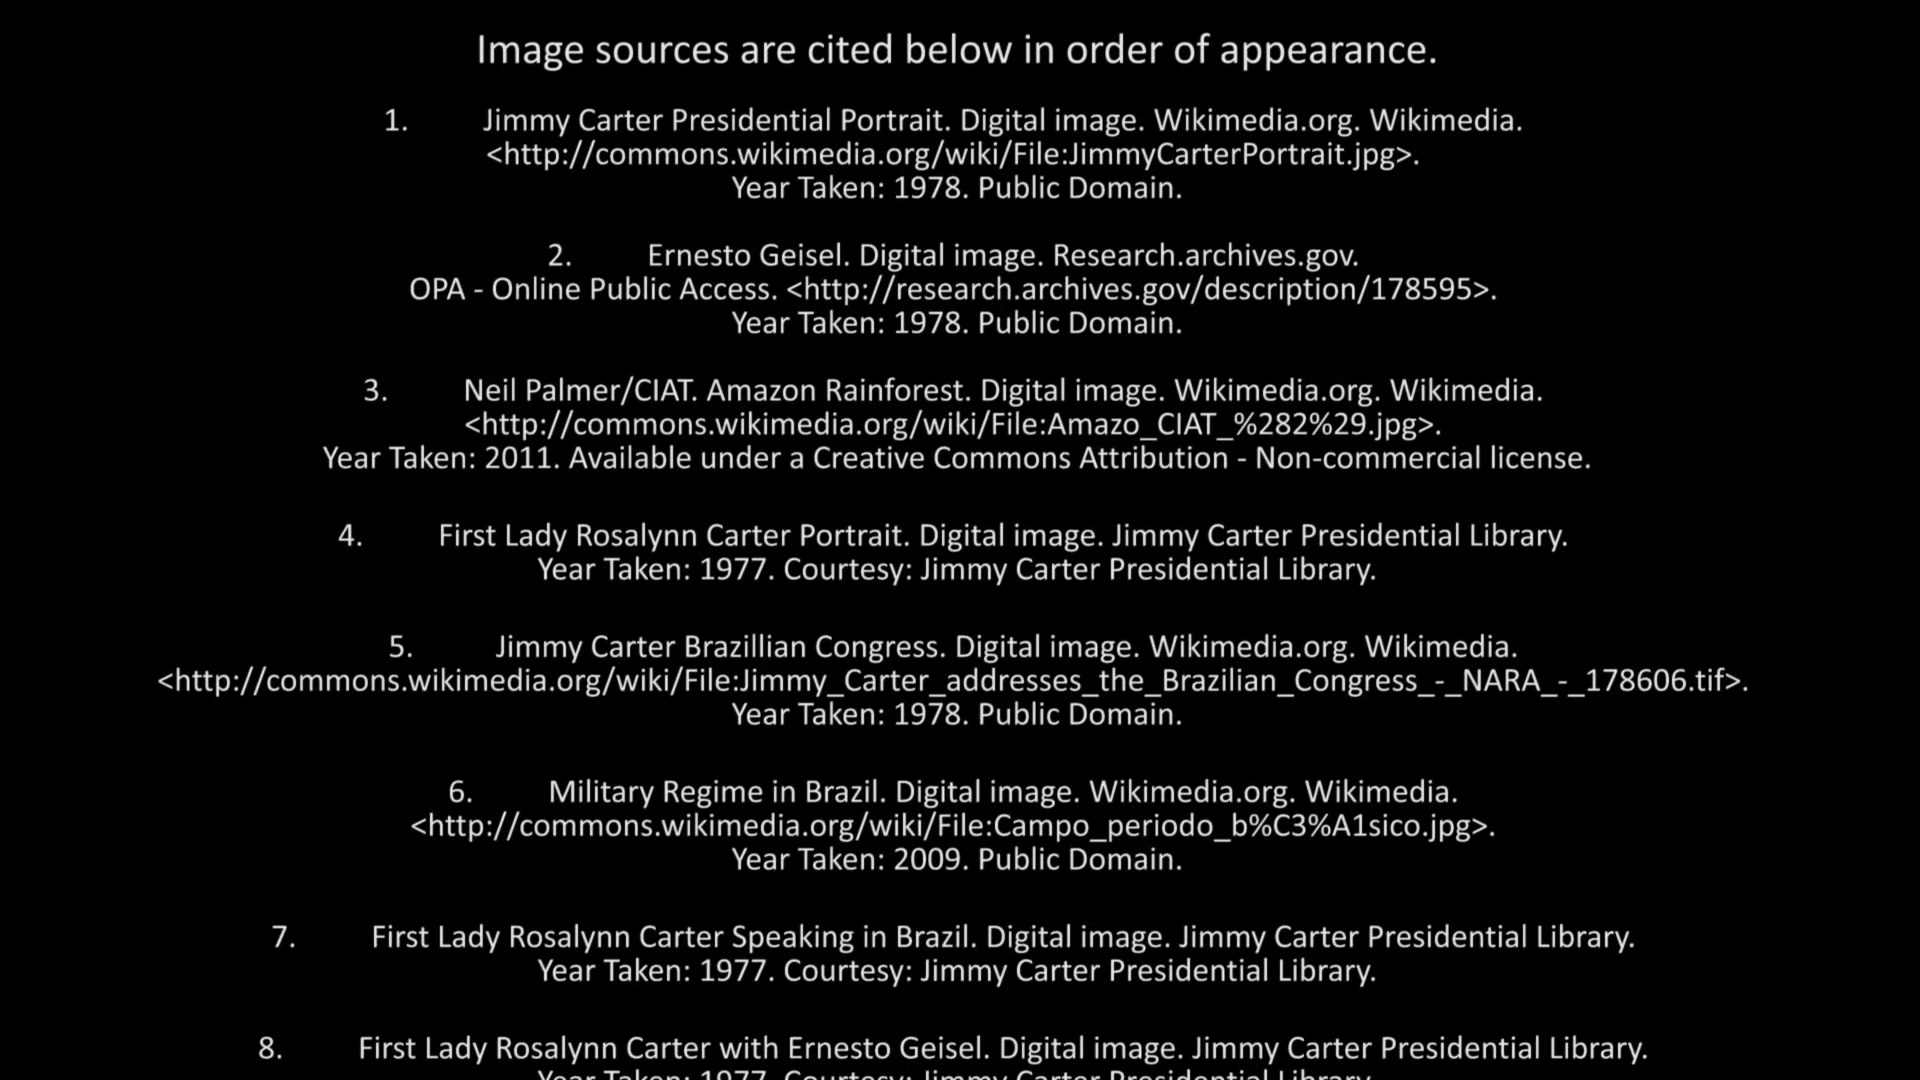 Image sources are cited below in order of appearance.
1. Jimmy Carter Presidential Portrait. Digital image. Wikimedia.org. Wikimedia.
<http://commons.wikimedia.org/wiki/File:JimmyCarterPortrait.jpg>.
Year Taken: 1978. Public Domain.
2. Ernesto Geisel. Digital image. Research.archives.gov.
OPA - Online Public Access. <http://research.archives.gov/description/178595>.
Year Taken: 1978. Public Domain.
3. Neil Palmer/CIAT. Amazon Rainforest. Digital image. Wikimedia.org. Wikimedia.
<http://commons.wikimedia.org/wiki/File:Amazo_CIAT_%282%29.jpg>.
Year Taken: 2011. Available under a Creative Commons Attribution - Non-commercial license.
4. First Lady Rosalynn Carter Portrait. Digital image. Jimmy Carter Presidential Library.
Year Taken: 1977. Courtesy: Jimmy Carter Presidential Library.
5. Jimmy Carter Brazillian Congress. Digital image. Wikimedia.org. Wikimedia.
<http://commons.wikimedia.org/wiki/File:Jimmy_Carter_addresses_the_Brazilian_Congress_-_NARA_-_178606.tif>.
Year Taken: 1978. Public Domain.
6. Military Regime in Brazil. Digital image. Wikimedia.org. Wikimedia.
<http://commons.wikimedia.org/wiki/File:Campo_periodo_b%C3%A1sico.jpg>.
Year Taken: 2009. Public Domain.
7. First Lady Rosalynn Carter Speaking in Brazil. Digital image. Jimmy Carter Presidential Library.
Year Taken: 1977. Courtesy: Jimmy Carter Presidential Library.
8. First Lady Rosalynn Carter with Ernesto Geisel. Digital image. Jimmy Carter Presidential Library.
Year Taken: 1977. Courtesy: Jimmy Carter Presidential Library.